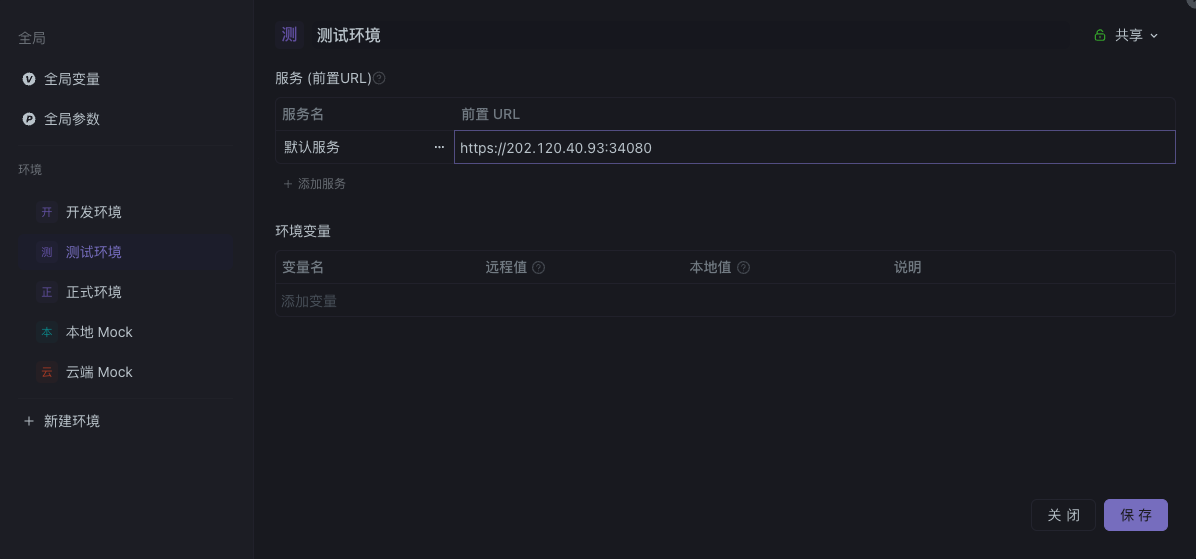 全局
全局变量
全局参数
环境
开 开发环境
测 测试环境
正 正式环境
本 本地 Mock
云 云端 Mock
+ 新建环境
测 测试环境
共享
服务 (前置URL)
服务名 前置 URL
默认服务 ··· https://202.120.40.93:34080
+ 添加服务
环境变量
变量名 远程值 本地值 说明
添加变量
关 闭 保 存